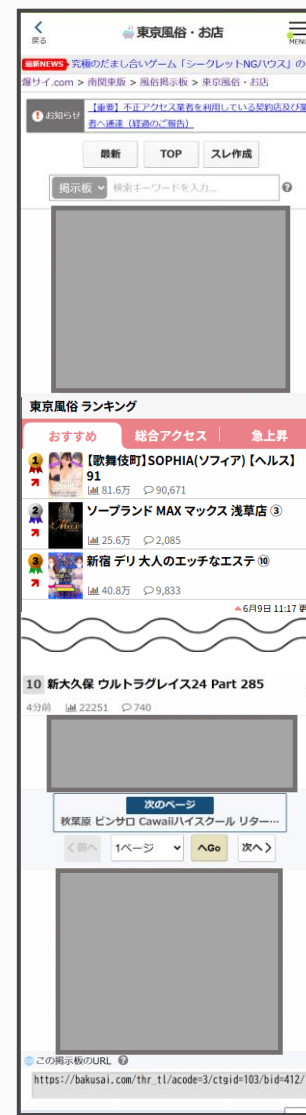 戻る
東京風俗・お店
MENU
最新NEWS 究極のだまし合いゲーム「シークレットNGハウス」の
爆サイ.com > 南関東版 > 風俗掲示板 > 東京風俗・お店
お知らせ
【重要】不正アクセス業者を利用している契約店及び業
者へ通達（経過のご報告）
最新 TOP スレ作成
掲示板 検索キーワードを入力...
東京風俗 ランキング
おすすめ 総合アクセス 急上昇
1 【歌舞伎町】SOPHIA(ソフィア)【ヘルス】
91
81.6万 90,671
2 ソープランド MAX マックス 浅草店 ③
25.6万 2,085
3 新宿 デリ 大人のエッチなエステ ⑩
40.8万 9,833
6月9日 11:17 更
10 新大久保 ウルトラグレイス24 Part 285
4分前 22251 740
次のページ
秋葉原 ピンサロ Cawaiiハイスクール リター…
前へ 1ページ へGo 次へ
この掲示板のURL
https://bakusai.com/thr_tl/acode=3/ctgid=103/bid=412/